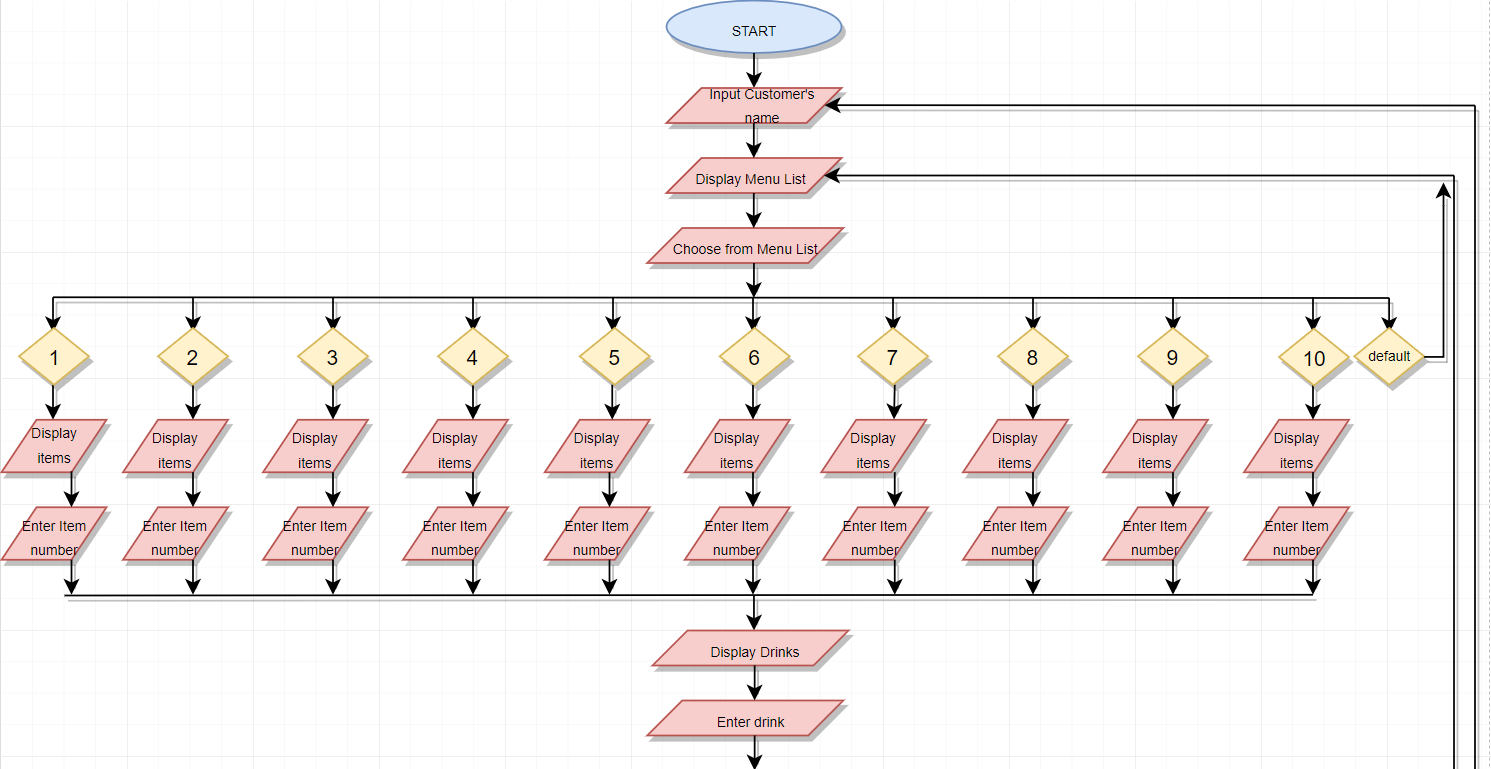 START
Input Customer's
name
Display Menu List
Choose from Menu List
1
2
3
4
5
6
7
8
9
10
default
Display
items
Display
items
Display
items
Display
items
Display
items
Display
items
Display
items
Display
items
Display
items
Display
items
Enter Item
number
Enter Item
number
Enter Item
number
Enter Item
number
Enter Item
number
Enter Item
number
Enter Item
number
Enter Item
number
Enter Item
number
Enter Item
number
Display Drinks
Enter drink